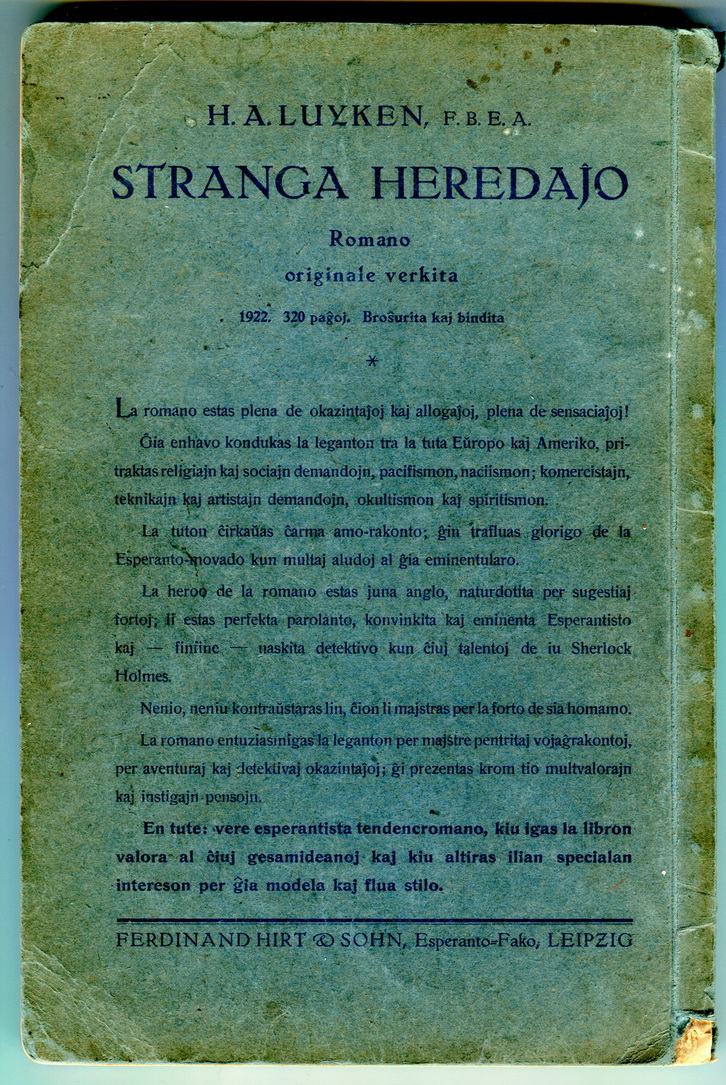 H. A. LUYKEN, F. B. E. A.
STRANGA HEREDAĴO
Romano
originale verkita
1922. 320 paĝoj. Broŝurita kaj bindita
*
La romano estas plena de okazintaĵoj kaj allogaĵoj, plena de sensaciaĵoj!
Ĝia enhavo kondukas la leganton tra la tuta Eŭropo kaj Ameriko, pri-
traktas religiajn kaj sociajn demandojn, pacifismon, naciismon; komercistajn,
teknikajn kaj artistajn demandojn, okultismon kaj spiritismon.
La tuton ĉirkaŭas ĉarma amo-rakonto; ĝin trafluas glorigo de la
Esperanto-movado kun multaj aludoj al ĝia eminentularo.
La heroo de la romano estas juna anglo, naturdotita per sugestiaj
fortoj; li estas perfekta parolanto, konvinkita kaj eminenta Esperantisto
kaj — finfine — naskita detektivo kun ĉiuj talentoj de iu Sherlock
Holmes.
Nenio, neniu kontraŭstaras lin, ĉion li majstras per la forto de sia homamo.
La romano entuziasmigas la leganton per majstre pentritaj vojaĝrakontoj,
per aventuraj kaj detektivaj okazintaĵoj; ĝi prezentas krom tio multvalorajn
kaj instigajn pensojn.
En tute: vere esperantista tendencromano, kiu igas la libron
valora al ĉiuj gesamideanoj kaj kiu altiras ilian specialan
intereson per ĝia modela kaj flua stilo.
FERDINAND HIRT & SOHN, Esperanto-Fako, LEIPZIG